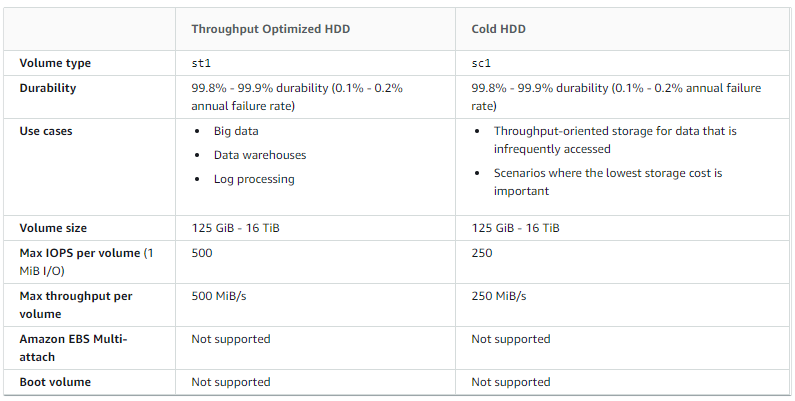 Throughput Optimized HDD Cold HDD
Volume type st1 sc1
Durability 99.8% - 99.9% durability (0.1% - 0.2% 99.8% - 99.9% durability (0.1% - 0.2% annual failure
annual failure rate) rate)
Use cases • Big data • Throughput-oriented storage for data that is
infrequently accessed
• Data warehouses
• Log processing • Scenarios where the lowest storage cost is
important
Volume size 125 GiB - 16 TiB 125 GiB - 16 TiB
Max IOPS per volume (1 500 250
MiB I/O)
Max throughput per 500 MiB/s 250 MiB/s
volume
Amazon EBS Multi- Not supported Not supported
attach
Boot volume Not supported Not supported